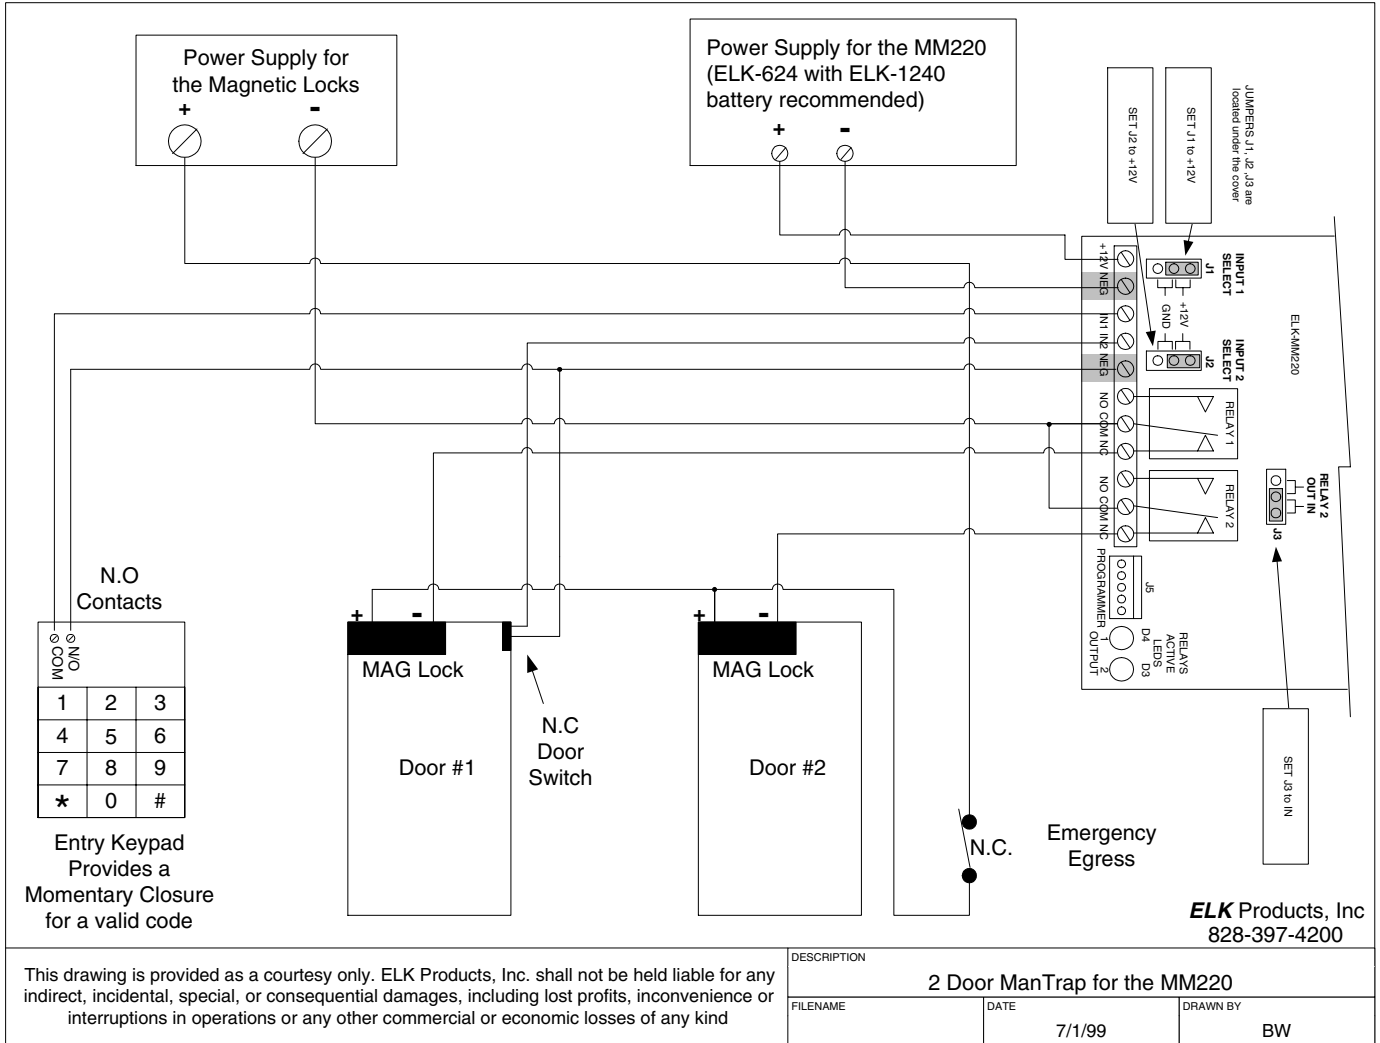 Power Supply for
the Magnetic Locks
+ -
Power Supply for the MM220
(ELK-624 with ELK-1240
battery recommended)
+ -
JUMPERS J1, J2 ,J3 are
located under the cover
SET J1 to +12V
SET J2 to +12V
+12V NEG
IN1 IN2 NEG
NO COM NC
NO COM NC
INPUT 1
SELECT
J1
+12V
GND
INPUT 2
SELECT
J2
ELK-MM220
RELAY 1
RELAY 2
RELAY 2
OUT IN
J3
J5
PROGRAMMER
RELAYS
ACTIVE
LEDS
D4 D3
1 2
OUTPUT
SET J3 to IN
N.O
Contacts
N/O
COM
1 2 3
4 5 6
7 8 9
* 0 #
Entry Keypad
Provides a
Momentary Closure
for a valid code
+ -
MAG Lock
Door #1
N.C
Door
Switch
+ -
MAG Lock
Door #2
N.C.
Emergency
Egress
ELK Products, Inc
828-397-4200
This drawing is provided as a courtesy only. ELK Products, Inc. shall not be held liable for any
indirect, incidental, special, or consequential damages, including lost profits, inconvenience or
interruptions in operations or any other commercial or economic losses of any kind
DESCRIPTION
2 Door ManTrap for the MM220
FILENAME
DATE
7/1/99
DRAWN BY
BW